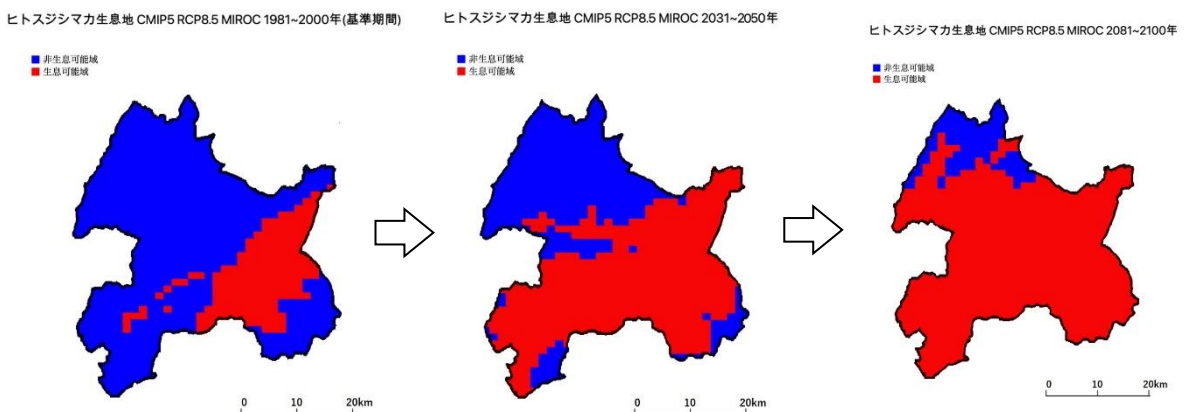 ヒトスジシマカ生息地 CMIP5 RCP8.5 MIROC 1981~2000年(基準期間)
非生息可能域
生息可能域
0 10 20km
ヒトスジシマカ生息地 CMIP5 RCP8.5 MIROC 2031~2050年
非生息可能域
生息可能域
0 10 20km
ヒトスジシマカ生息地 CMIP5 RCP8.5 MIROC 2081~2100年
非生息可能域
生息可能域
0 10 20km